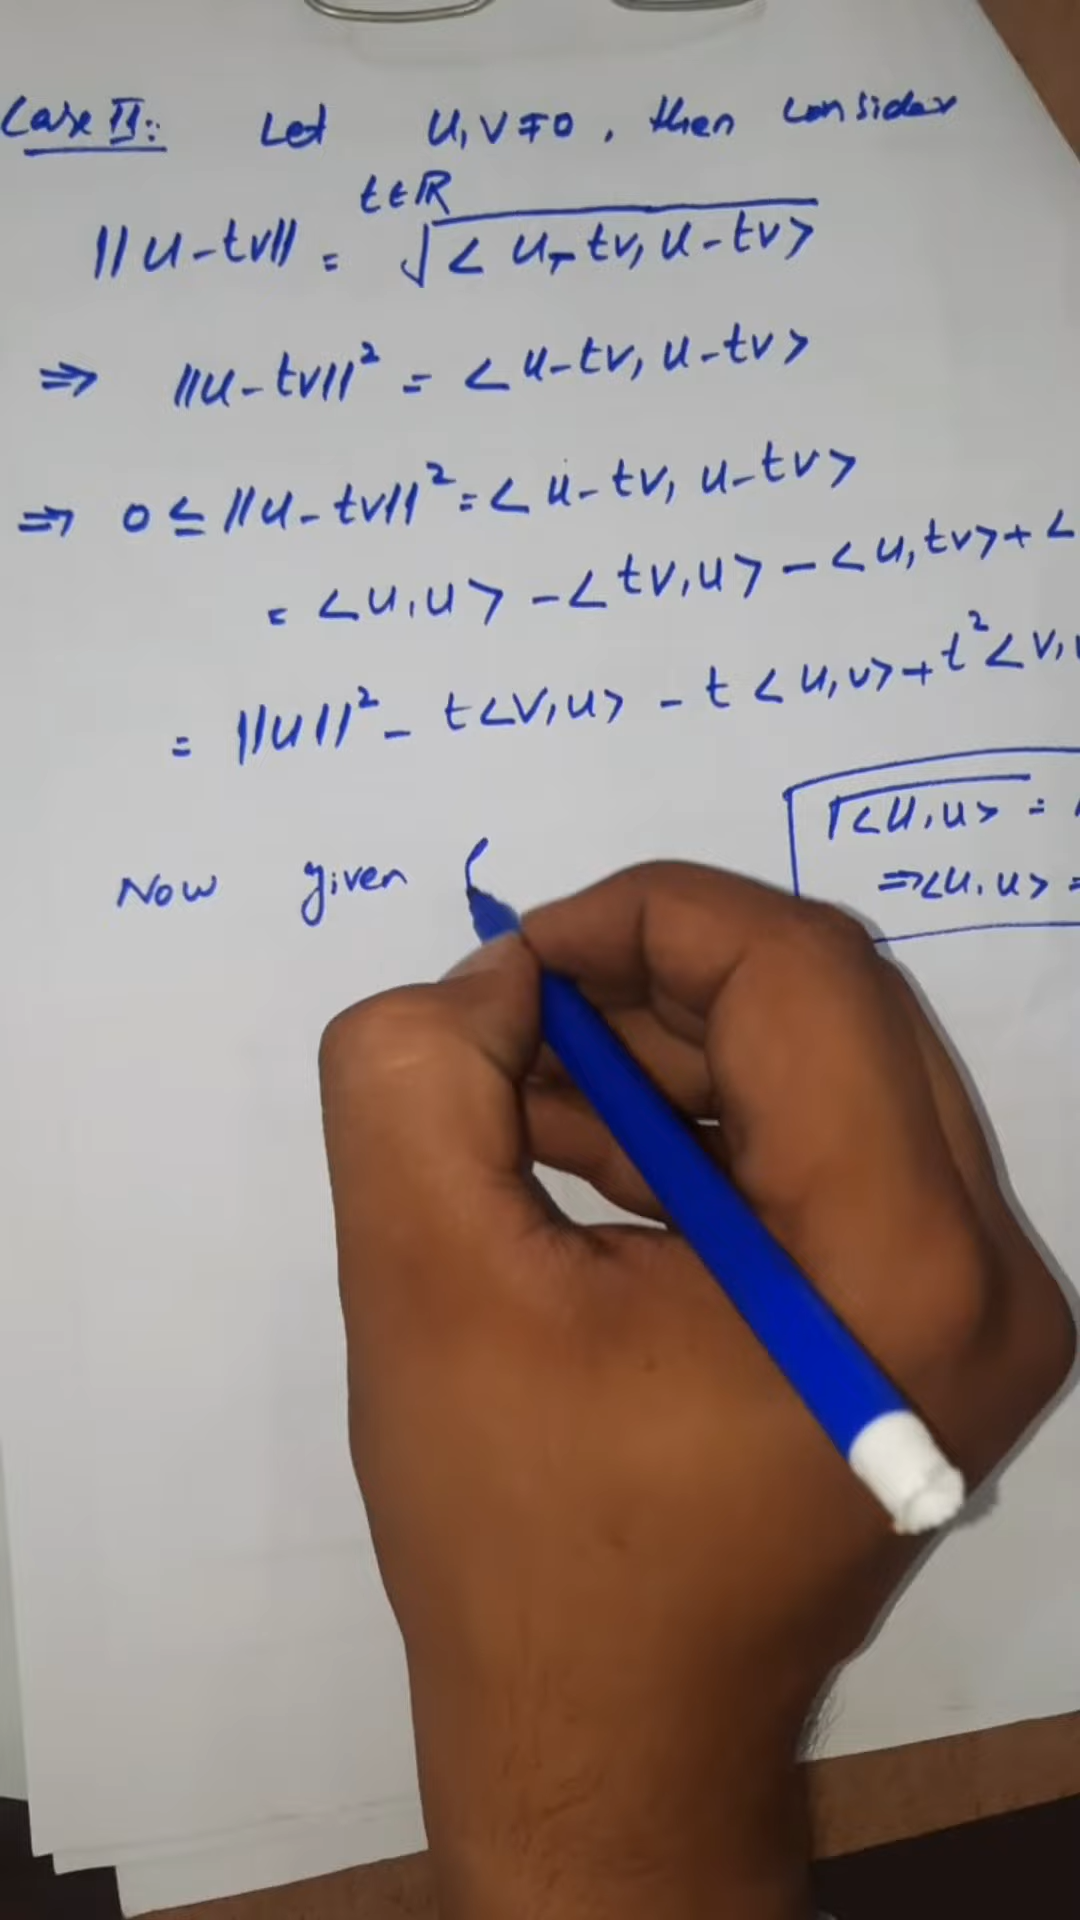 Case II: Let u, v ≠ 0, then consider
t∈ℝ
||u-tv|| = √<u-tv, u-tv>
⇒ ||u-tv||² = <u-tv, u-tv>
⇒ 0 ≤ ||u-tv||² = <u-tv, u-tv>
= <u,u> - <tv,u> - <u,tv> + <
= ||u||² - t<v,u> - t<u,v> + t²<v,
√<u,u> =
⇒<u,u> =
Now given